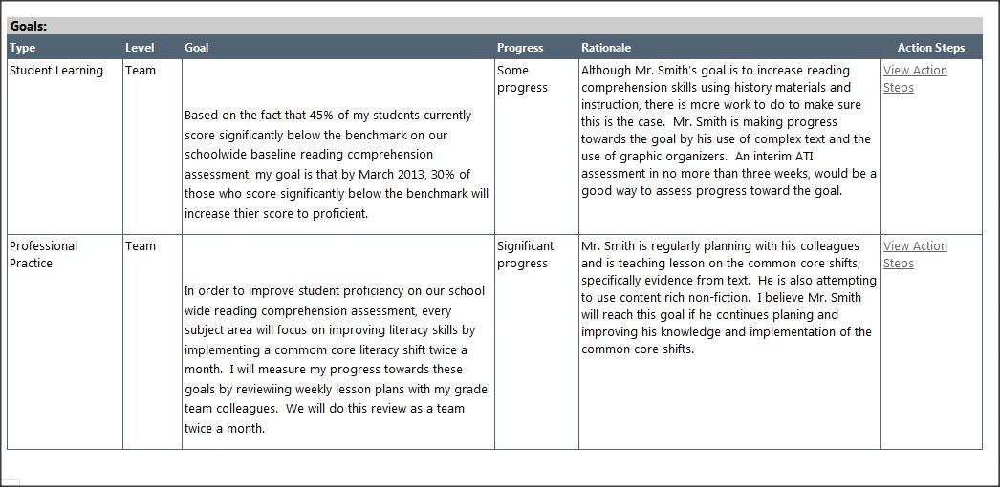 Goals:
Type Level Goal Progress Rationale Action Steps
Student Learning
Team
Based on the fact that 45% of my students currently
score significantly below the benchmark on our
schoolwide baseline reading comprehension
assessment, my goal is that by March 2013, 30% of
those who score significantly below the benchmark will
increase thier score to proficient.
Some
progress
Although Mr. Smith's goal is to increase reading
comprehension skills using history materials and
instruction, there is more work to do to make sure
this is the case.  Mr. Smith is making progress
towards the goal by his use of complex text and the
use of graphic organizers.  An interim ATI
assessment in no more than three weeks, would be a
good way to assess progress toward the goal.
View Action
Steps
Professional
Practice
Team
In order to improve student proficiency on our school
wide reading comprehension assessment, every
subject area will focus on improving literacy skills by
implementing a commom core literacy shift twice a
month.  I will measure my progress towards these
goals by reviewiing weekly lesson plans with my grade
team colleagues.  We will do this review as a team
twice a month.
Significant
progress
Mr. Smith is regularly planning with his colleagues
and is teaching lesson on the common core shifts;
specifically evidence from text.  He is also attempting
to use content rich non-fiction.  I believe Mr. Smith
will reach this goal if he continues planing and
improving his knowledge and implementation of the
common core shifts.
View Action
Steps